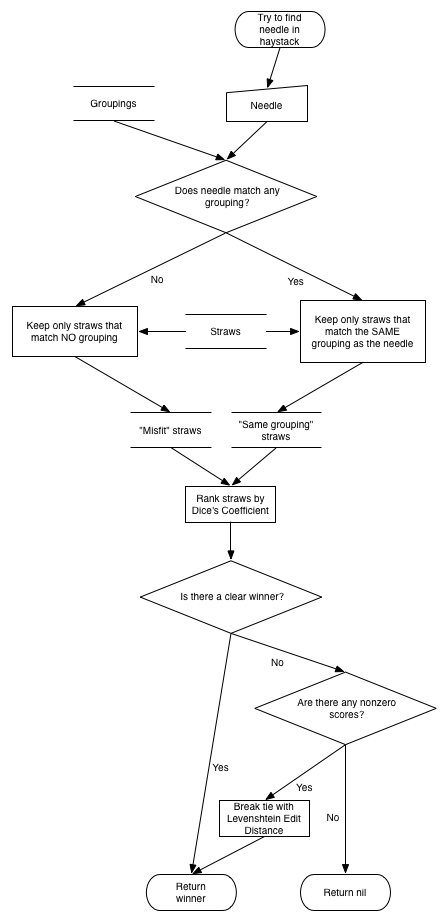 Try to find
needle in
haystack
Groupings
Needle
Does needle match any
grouping?
No
Yes
Keep only straws that
match NO grouping
Straws
Keep only straws that
match the SAME
grouping as the needle
"Misfit" straws
"Same grouping"
straws
Rank straws by
Dice's Coefficient
Is there a clear winner?
No
Are there any nonzero
scores?
Yes
Yes
Break tie with
Levenshtein Edit
Distance
No
Return
winner
Return nil